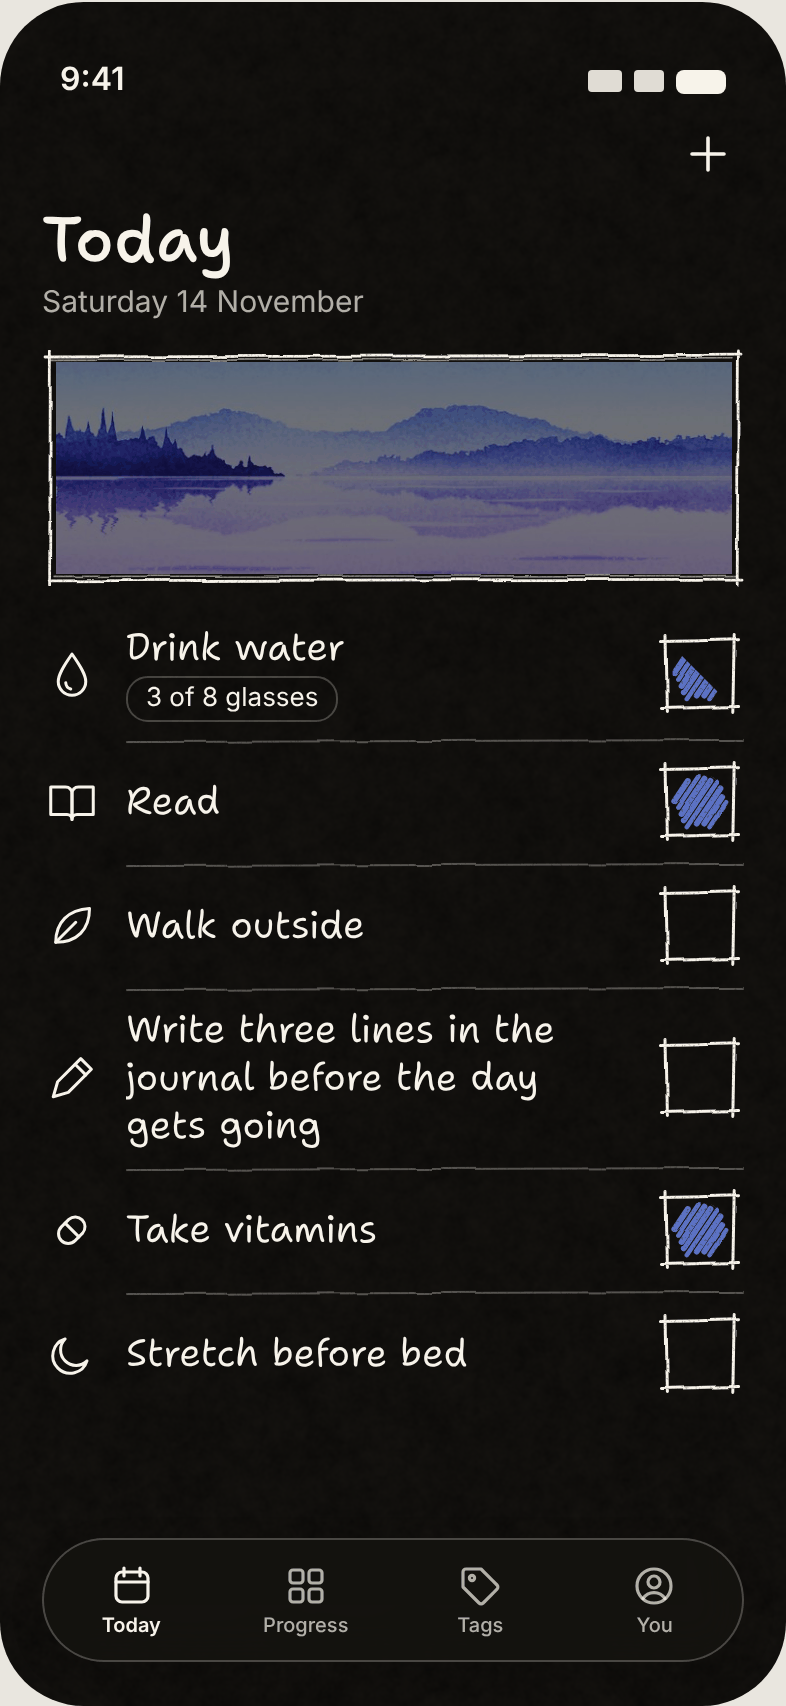 9:41
Today
Saturday 14 November
Drink water
3 of 8 glasses
Read
Walk outside
Write three lines in the
journal before the day
gets going
Take vitamins
Stretch before bed
Today
Progress
Tags
You